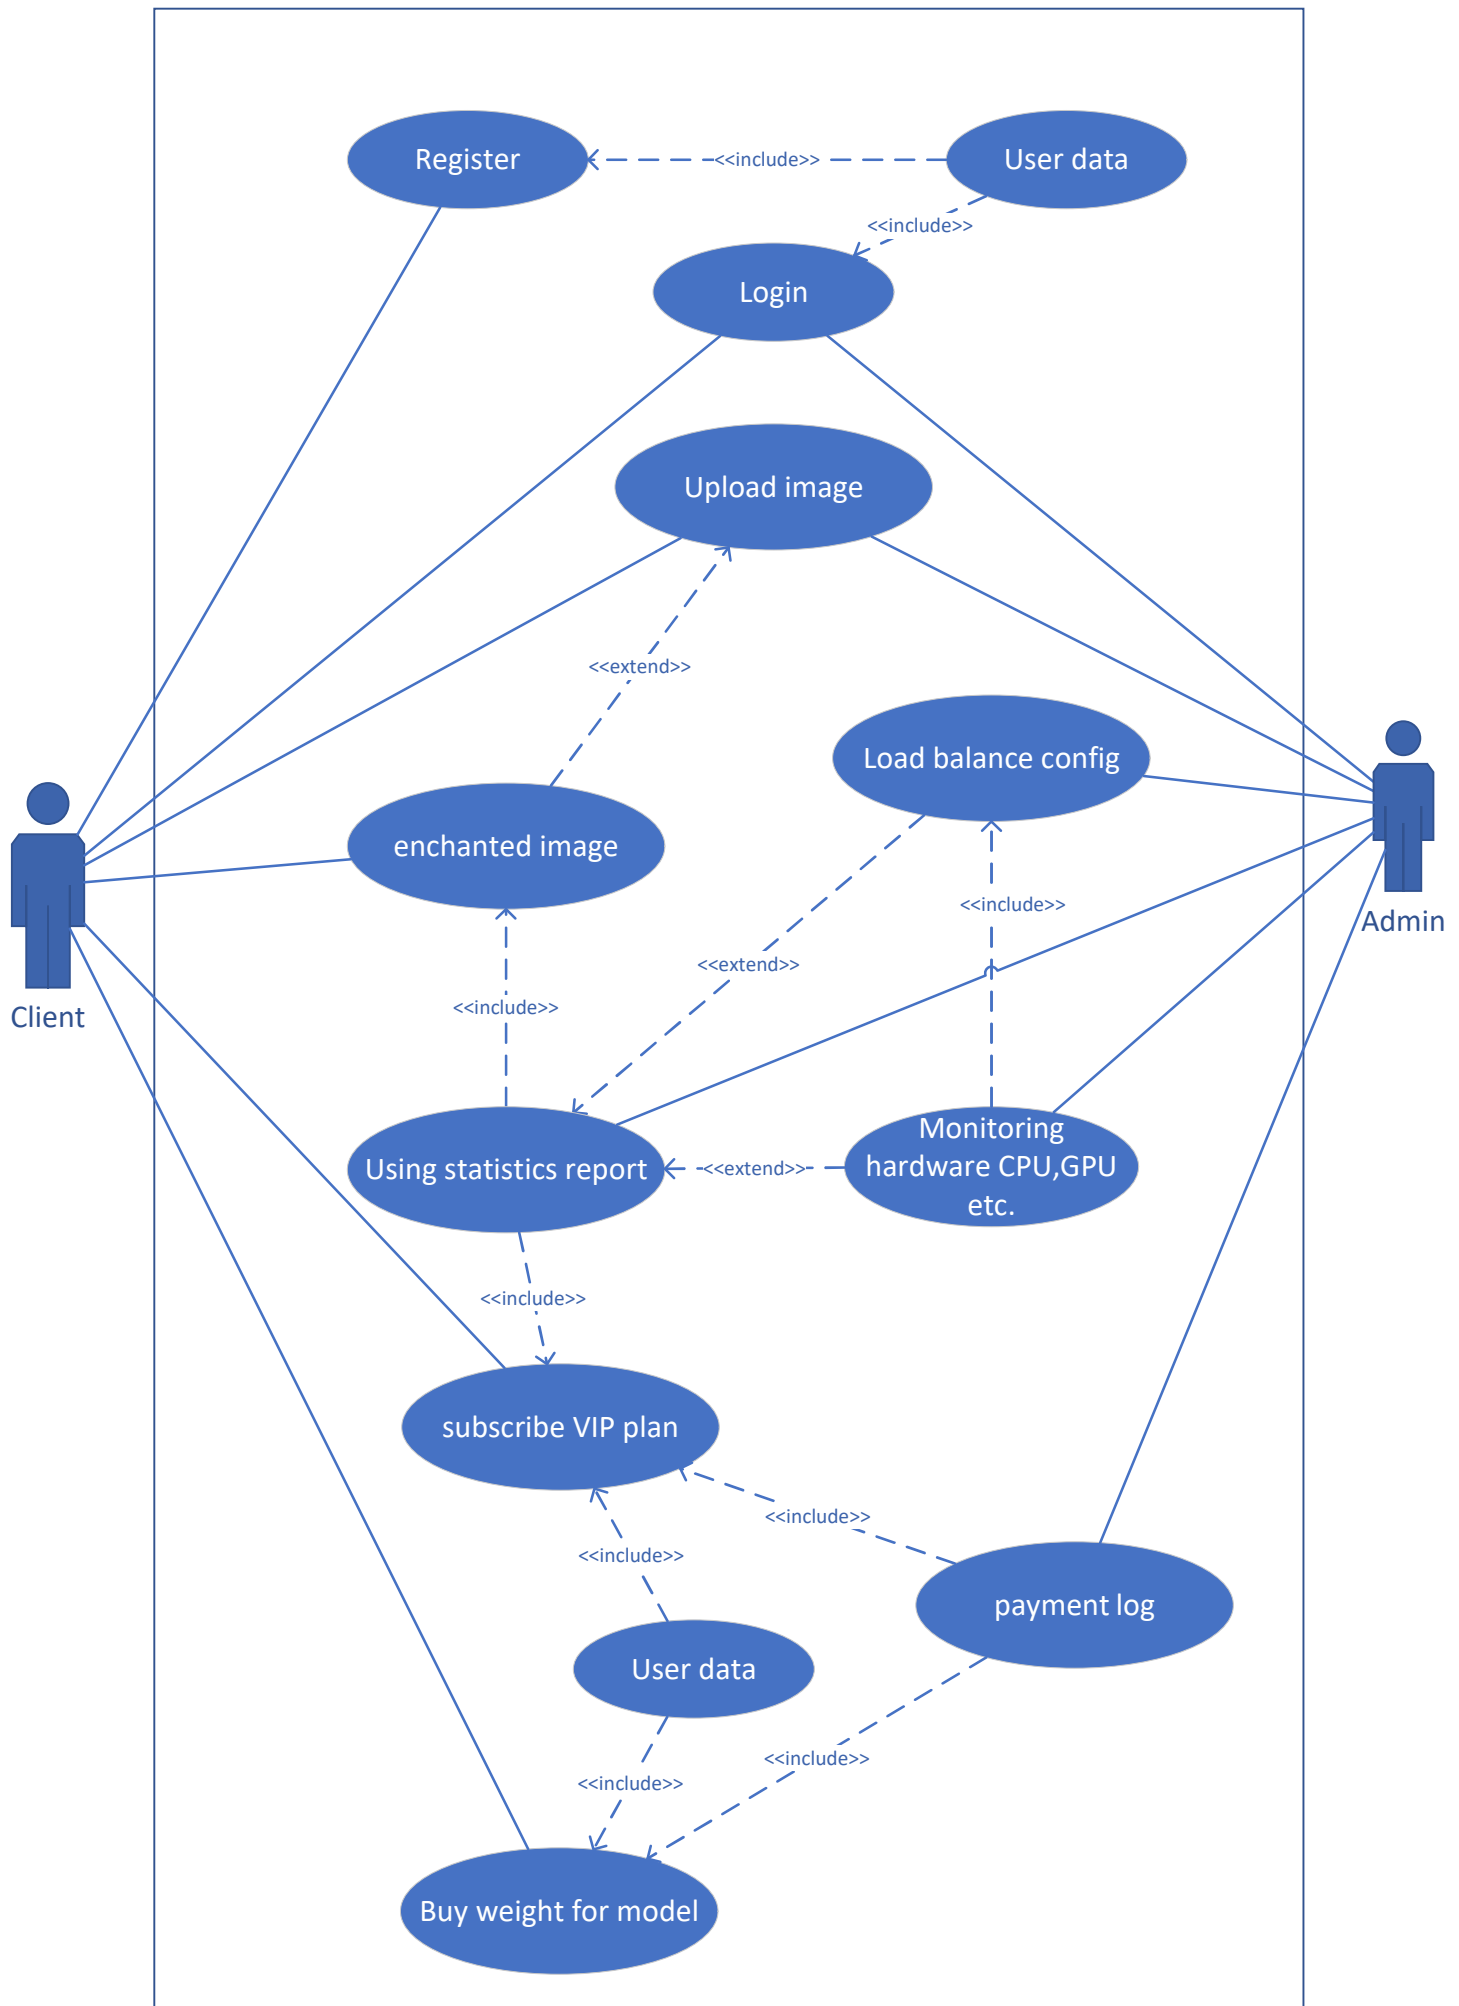 Register
<<include>>
User data
<<include>>
Login
Upload image
<<extend>>
Load balance config
enchanted image
<<include>>
Admin
<<extend>>
<<include>>
Client
Using statistics report
<<extend>>
Monitoring
hardware CPU,GPU
etc.
<<include>>
subscribe VIP plan
<<include>>
<<include>>
payment log
User data
<<include>>
<<include>>
Buy weight for model